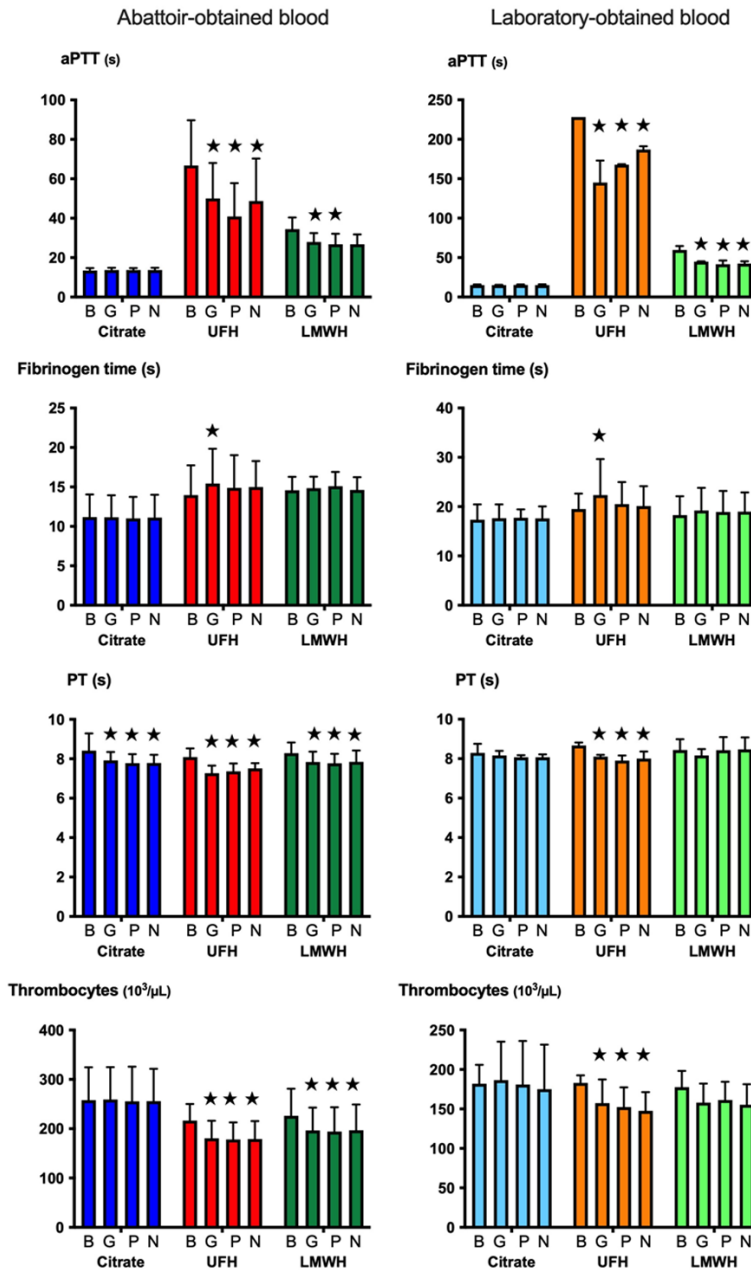 Abattoir-obtained blood Laboratory-obtained blood
aPTT (s)
100
80
60
40
20
0
★ ★ ★
★ ★
B G P N B G P N B G P N
Citrate UFH LMWH
aPTT (s)
250
200
150
100
50
0
★ ★ ★
★ ★ ★
B G P N B G P N B G P N
Citrate UFH LMWH
Fibrinogen time (s)
25
20
15
10
5
0
★
B G P N B G P N B G P N
Citrate UFH LMWH
Fibrinogen time (s)
40
30
20
10
0
★
B G P N B G P N B G P N
Citrate UFH LMWH
PT (s)
10
8
6
4
2
0
★ ★ ★ ★ ★ ★ ★ ★ ★
B G P N B G P N B G P N
Citrate UFH LMWH
PT (s)
10
8
6
4
2
0
★ ★ ★
B G P N B G P N B G P N
Citrate UFH LMWH
Thrombocytes (10³/µL)
400
300
200
100
0
★ ★ ★ ★ ★ ★
B G P N B G P N B G P N
Citrate UFH LMWH
Thrombocytes (10³/µL)
250
200
150
100
50
0
★ ★ ★
B G P N B G P N B G P N
Citrate UFH LMWH